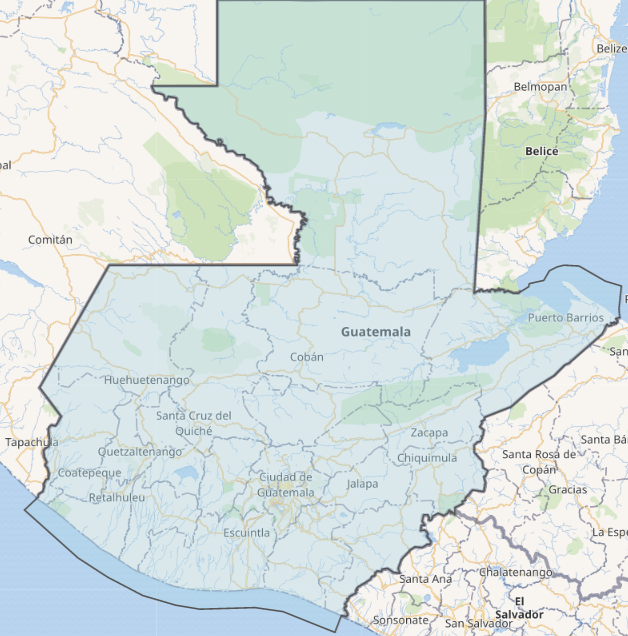 Belize
Belmopan
Belice
pal
Comitán
Puerto Barrios
Guatemala
San
Cobán
Huehuetenango
Santa Cruz del
Quiché
Tapachula
Zacapa
Quetzaltenango
Chiquimula
Santa Rosa de
Copán
Santa Bá
Coatepeque
Ciudad de
Guatemala
Jalapa
Gracias
Retalhuleu
Escuintla
La Espe
Chalatenango
Santa Ana
El
Salvador
Sonsonate
San Salvador